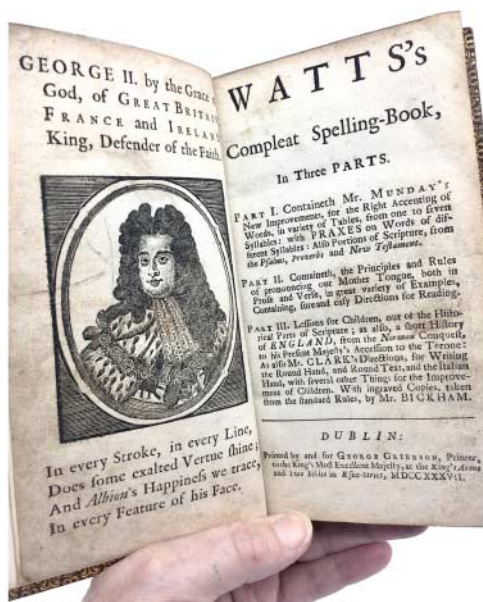 GEORGE II. by the Grace of
God, of GREAT BRITAIN
FRANCE and IRELAND
King, Defender of the Faith.
In every Stroke, in every Line,
Does some exalted Vertue shine;
And Albion's Happiness we trace,
In every Feature of his Face.
WATTS's
Compleat Spelling-Book,
In Three PARTS.
PART I. Containeth Mr. MUNDAY's
New Improvements, for the Right Accenting of
Words, in variety of Tables, from one to seven
Syllables: with PRAXES on Words of dif-
ferent Syllables: Also Portions of Scripture, from
the Psalms, Proverbs and New Testament.
PART II. Containeth, the Principles and Rules
of pronouncing our Mother Tongue, both in
Prose and Verse, in great variety of Examples,
Containing, sure and easy Directions for Reading.
PART III. Lessons for Children, out of the Histo-
rical Parts of Scripture; as also, a short History
of ENGLAND, from the Norman Conquest,
to his Present Majesty's Accession to the Throne:
As also Mr. CLARK's Directions, for Writing
the Round Hand, and Round Text, and the Italian
Hand, with several other Things for the Improve-
ment of Children. With ingraved Copies, taken
from the standard Rules, by Mr. BICKHAM.
DUBLIN:
Printed by and for GEORGE GRIERSON, Printer,
to the King's Most Excellent Majesty, at the King's Arms
and Two Bibles in Essex-street, MDCCXXXVII.